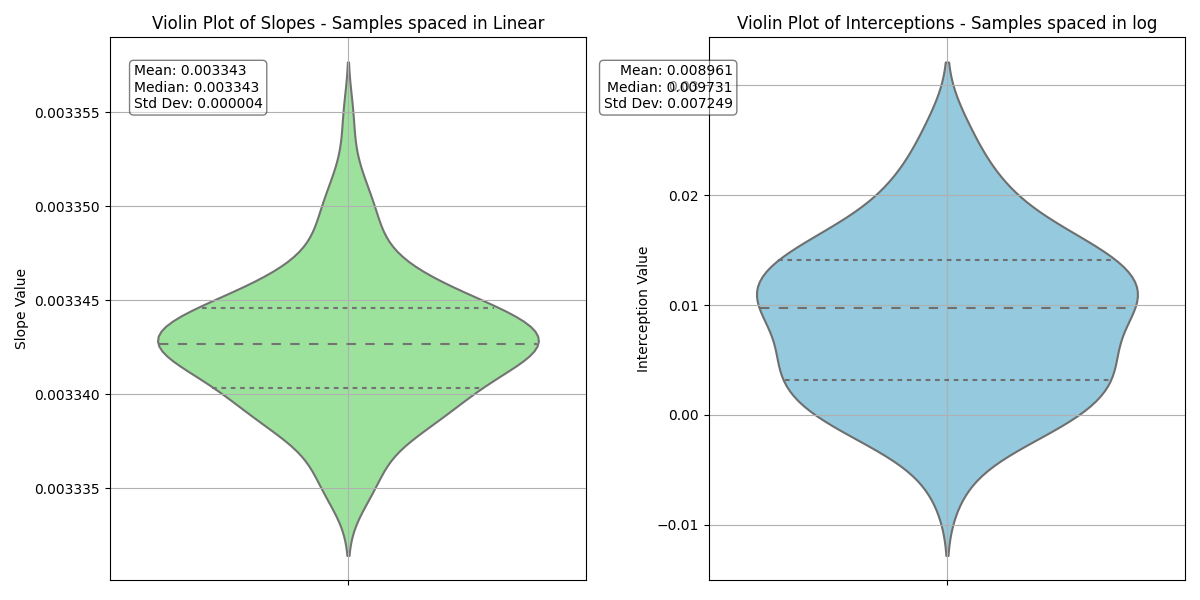 Violin Plot of Slopes - Samples spaced in Linear
Mean: 0.003343
Median: 0.003343
Std Dev: 0.000004
0.003355
0.003350
0.003345
0.003340
0.003335
Slope Value
Violin Plot of Interceptions - Samples spaced in log
Mean: 0.008961
Median: 0.009731
Std Dev: 0.007249
0.02
0.01
0.00
−0.01
Interception Value